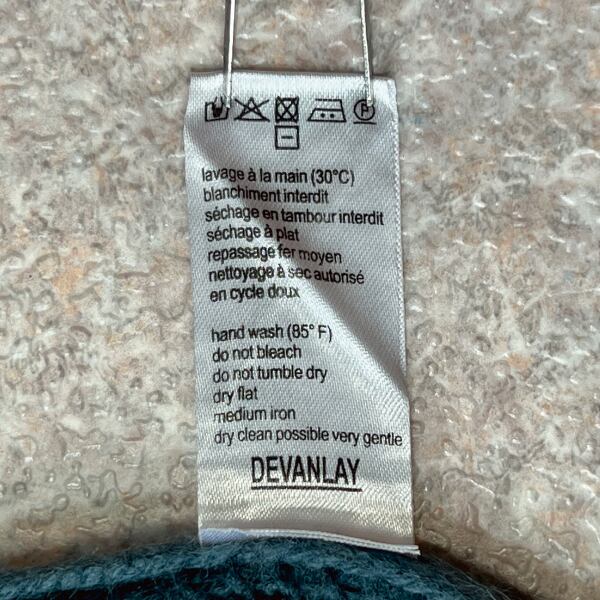 P
lavage à la main (30°C)
blanchiment interdit
séchage en tambour interdit
séchage à plat
repassage fer moyen
nettoyage à sec autorisé
en cycle doux
hand wash (85° F)
do not bleach
do not tumble dry
dry flat
medium iron
dry clean possible very gentle
DEVANLAY